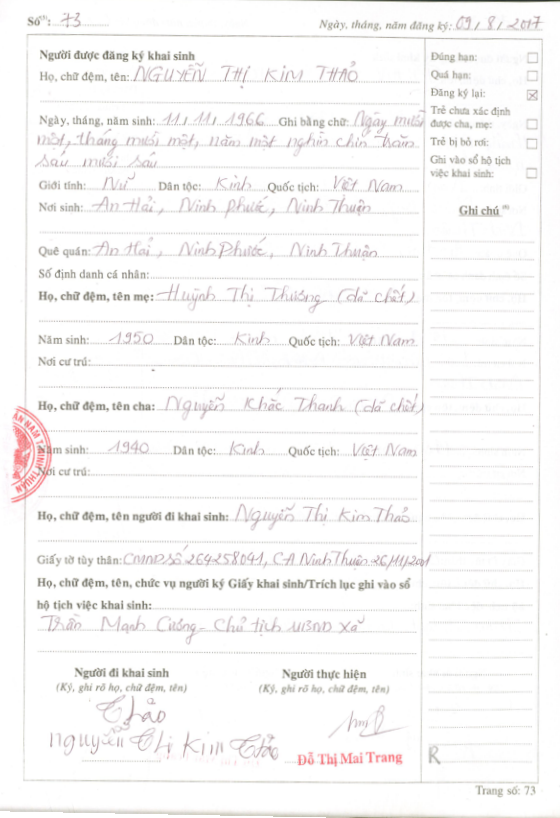 Số⁽¹⁾: 73
Ngày, tháng, năm đăng ký: 09/8/2017
Người được đăng ký khai sinh
Họ, chữ đệm, tên: NGUYỄN THỊ KIM THẢO
Ngày, tháng, năm sinh: 11/11/1966 Ghi bằng chữ: Ngày mười
một, tháng mười một, năm một nghìn chín trăm
sáu mươi sáu
Giới tính: Nữ Dân tộc: Kinh Quốc tịch: Việt Nam
Nơi sinh: An Hải, Ninh Phước, Ninh Thuận
Quê quán: An Hải, Ninh Phước, Ninh Thuận
Số định danh cá nhân:
Họ, chữ đệm, tên mẹ: Huỳnh Thị Thương (đã chết)
Năm sinh: 1950 Dân tộc: Kinh Quốc tịch: Việt Nam
Nơi cư trú:
Họ, chữ đệm, tên cha: Nguyễn Khắc Thanh (đã chết)
Năm sinh: 1940 Dân tộc: Kinh Quốc tịch: Việt Nam
Nơi cư trú:
Họ, chữ đệm, tên người đi khai sinh: Nguyễn Thị Kim Thảo
Giấy tờ tùy thân: CMND số 264258041, CA Ninh Thuận 26/11/2001
Họ, chữ đệm, tên, chức vụ người ký Giấy khai sinh/Trích lục ghi vào sổ
hộ tịch việc khai sinh:
Trần Mạnh Cường - Chủ tịch UBND xã
Người đi khai sinh
(Ký, ghi rõ họ, chữ đệm, tên)
Thảo
Nguyễn Thị Kim Thảo
Người thực hiện
(Ký, ghi rõ họ, chữ đệm, tên)
Đỗ Thị Mai Trang
Đúng hạn:
Quá hạn:
Đăng ký lại: ☒
Trẻ chưa xác định
được cha, mẹ:
Trẻ bị bỏ rơi:
Ghi vào sổ hộ tịch
việc khai sinh:
Ghi chú
R
Trang số: 73